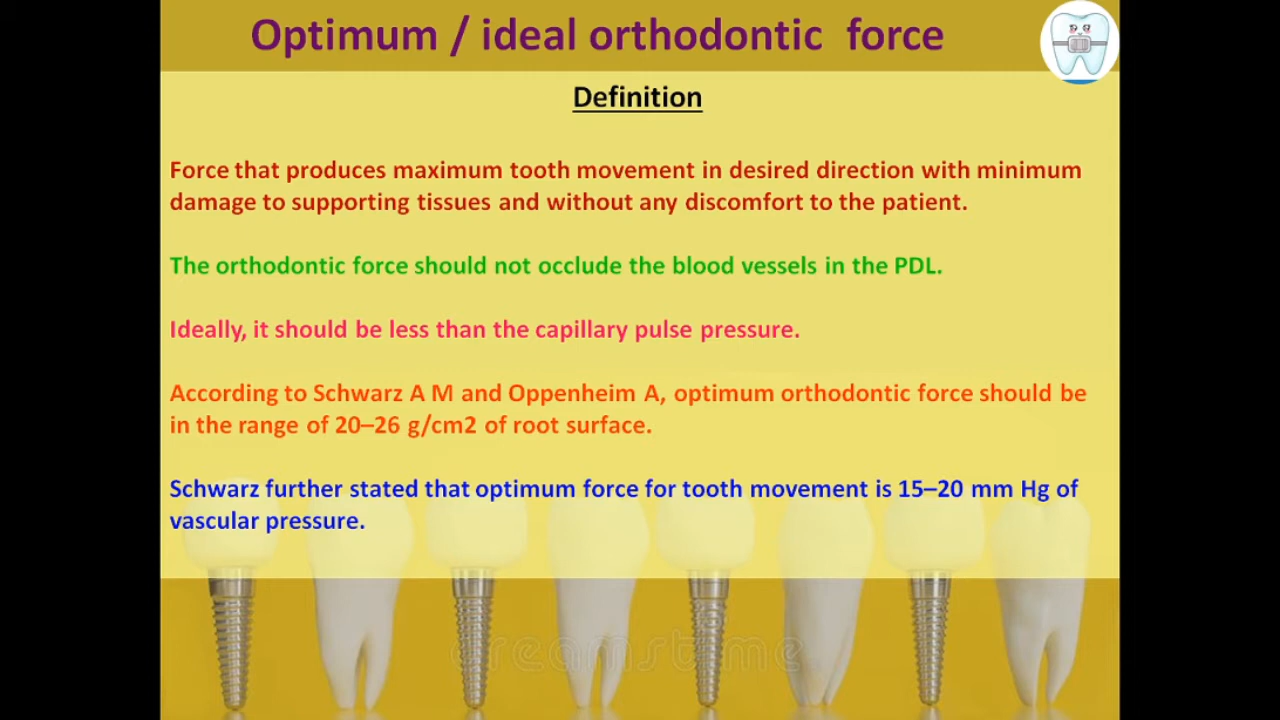 Optimum / ideal orthodontic force
Definition
Force that produces maximum tooth movement in desired direction with minimum
damage to supporting tissues and without any discomfort to the patient.
The orthodontic force should not occlude the blood vessels in the PDL.
Ideally, it should be less than the capillary pulse pressure.
According to Schwarz A M and Oppenheim A, optimum orthodontic force should be
in the range of 20–26 g/cm2 of root surface.
Schwarz further stated that optimum force for tooth movement is 15–20 mm Hg of
vascular pressure.
dreamstime